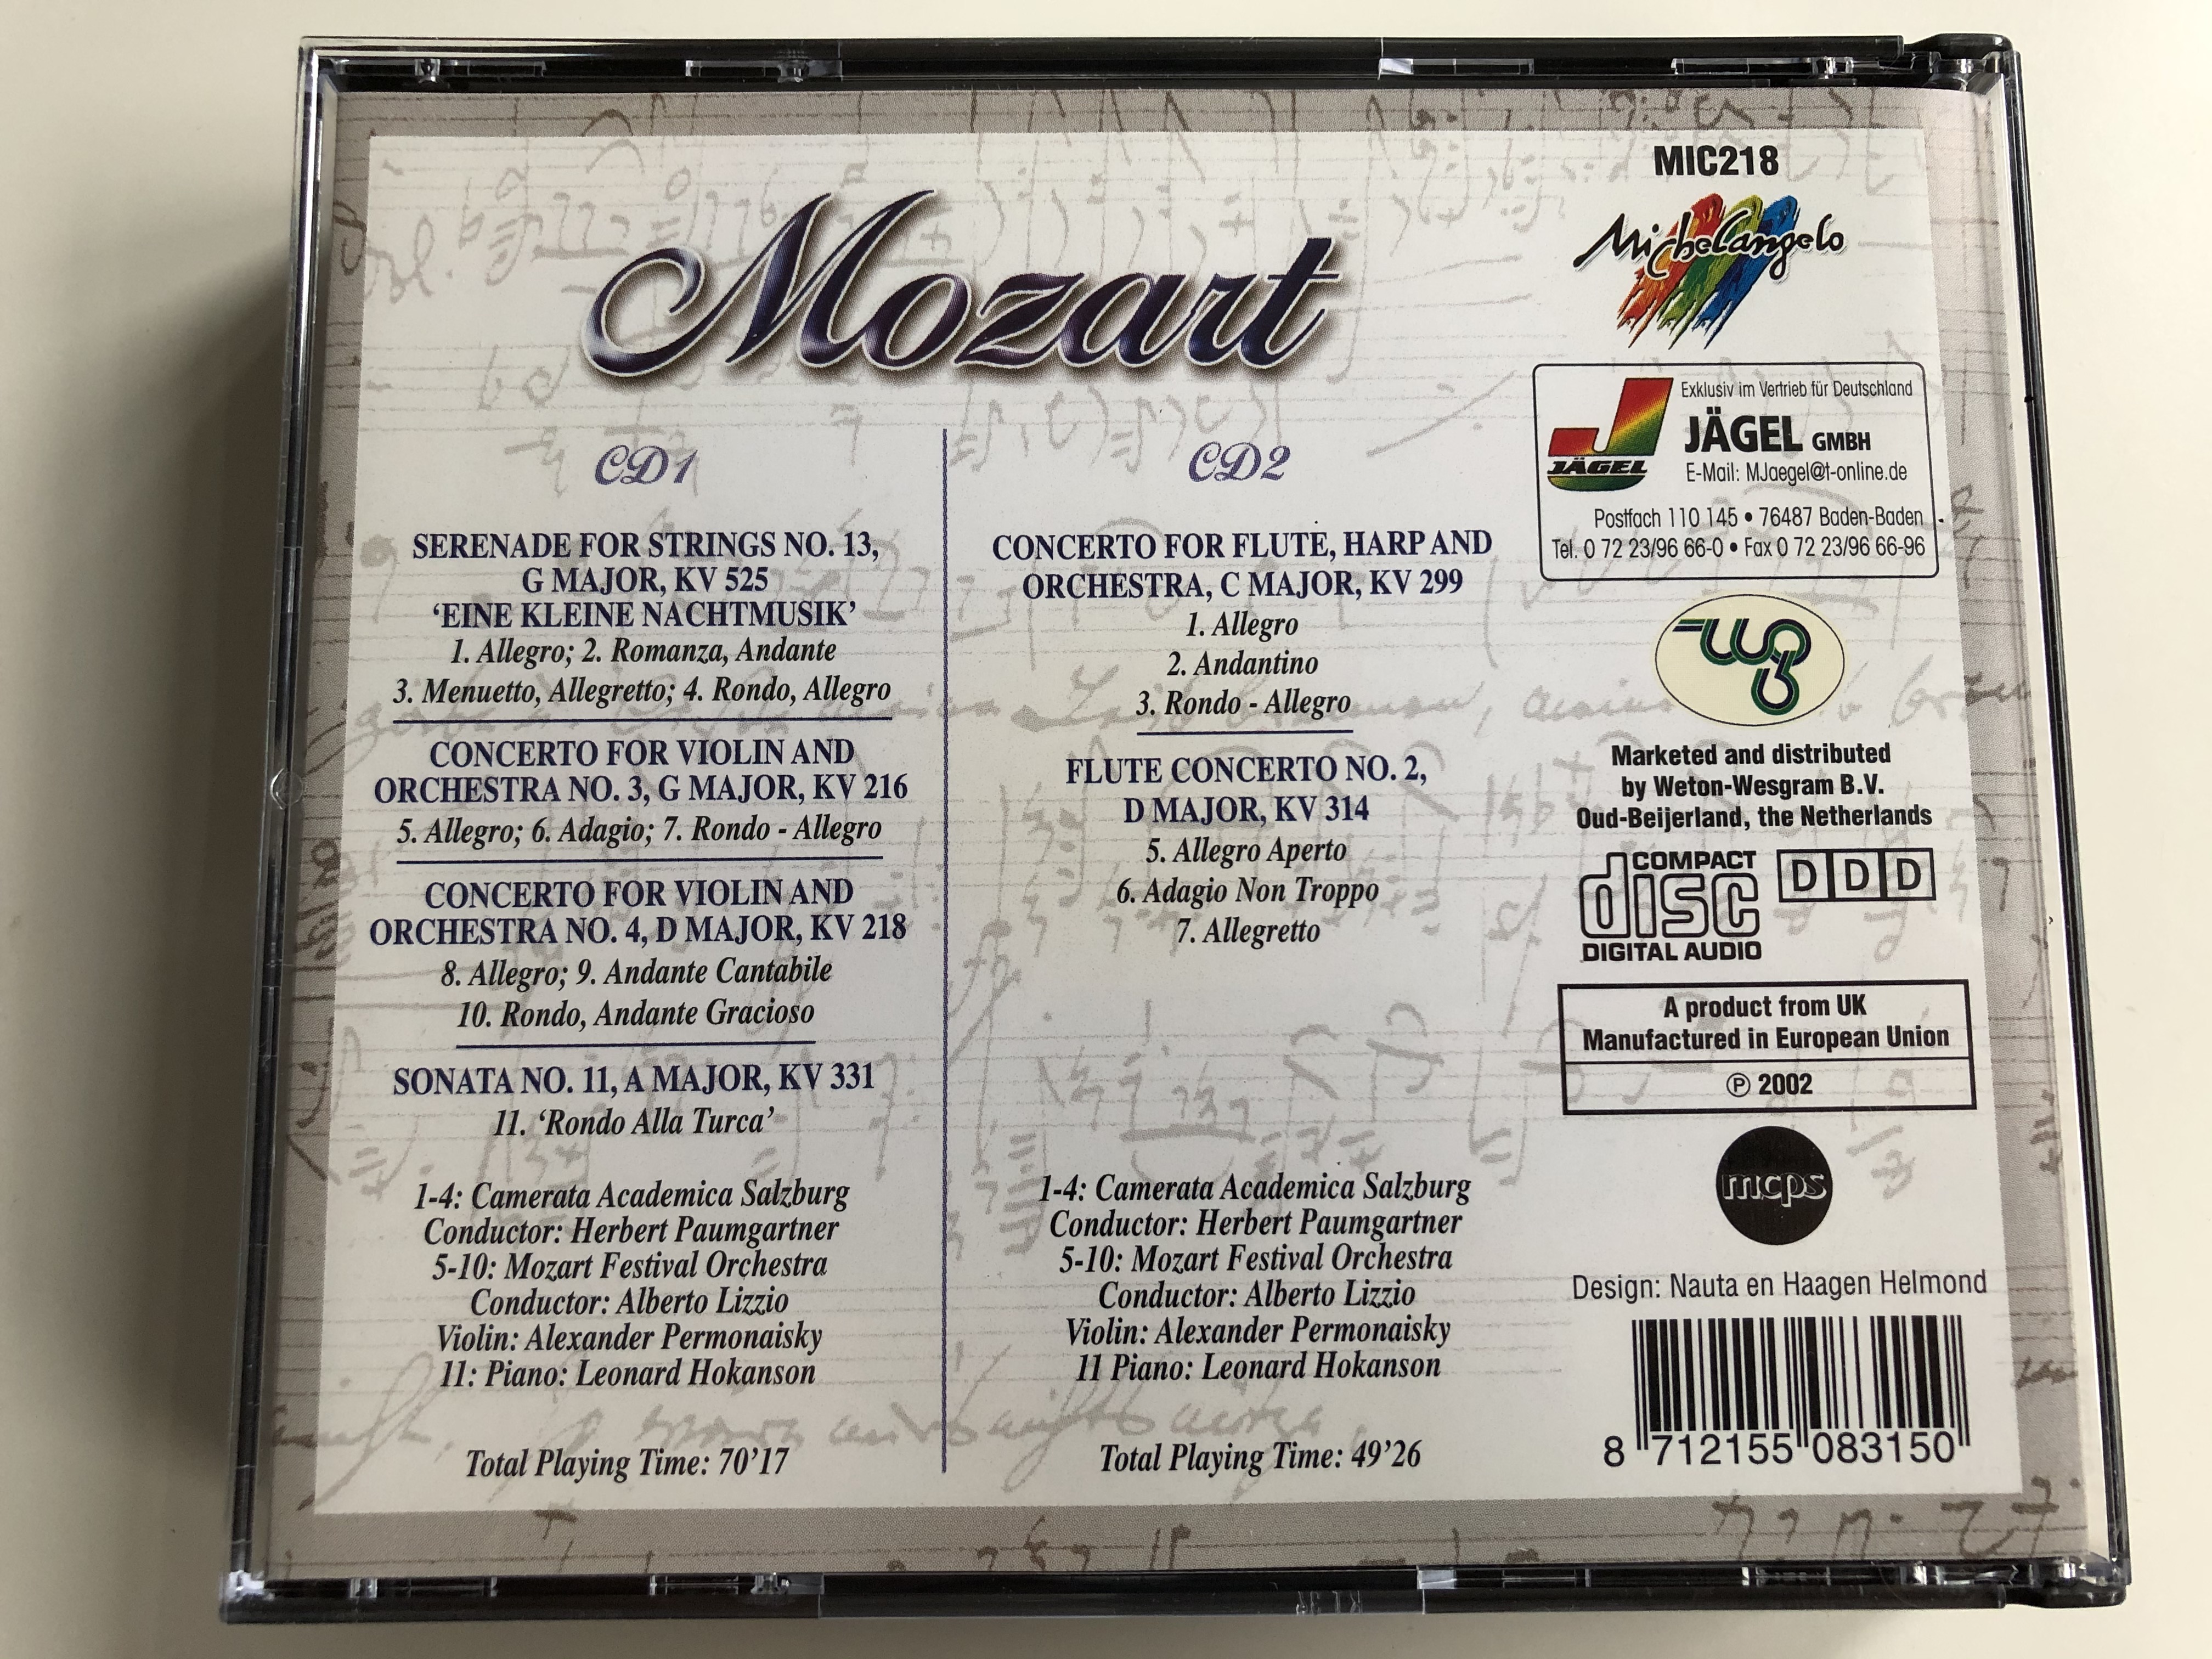 Mozart
CD1
SERENADE FOR STRINGS NO. 13,
G MAJOR, KV 525
‘EINE KLEINE NACHTMUSIK’
1. Allegro; 2. Romanza, Andante
3. Menuetto, Allegretto; 4. Rondo, Allegro
CONCERTO FOR VIOLIN AND
ORCHESTRA NO. 3, G MAJOR, KV 216
5. Allegro; 6. Adagio; 7. Rondo - Allegro
CONCERTO FOR VIOLIN AND
ORCHESTRA NO. 4, D MAJOR, KV 218
8. Allegro; 9. Andante Cantabile
10. Rondo, Andante Gracioso
SONATA NO. 11, A MAJOR, KV 331
11. ‘Rondo Alla Turca’
1-4: Camerata Academica Salzburg
Conductor: Herbert Paumgartner
5-10: Mozart Festival Orchestra
Conductor: Alberto Lizzio
Violin: Alexander Permonaisky
11: Piano: Leonard Hokanson
Total Playing Time: 70’17
CD2
CONCERTO FOR FLUTE, HARP AND
ORCHESTRA, C MAJOR, KV 299
1. Allegro
2. Andantino
3. Rondo - Allegro
FLUTE CONCERTO NO. 2,
D MAJOR, KV 314
5. Allegro Aperto
6. Adagio Non Troppo
7. Allegretto
1-4: Camerata Academica Salzburg
Conductor: Herbert Paumgartner
5-10: Mozart Festival Orchestra
Conductor: Alberto Lizzio
Violin: Alexander Permonaisky
11 Piano: Leonard Hokanson
Total Playing Time: 49’26
MIC218
Michelangelo
Exklusiv im Vertrieb für Deutschland
JÄGEL GMBH
JÄGEL
E-Mail: MJaegel@t-online.de
Postfach 110 145 • 76487 Baden-Baden
Tel. 0 72 23/96 66-0 • Fax 0 72 23/96 66-96
Marketed and distributed
by Weton-Wesgram B.V.
Oud-Beijerland, the Netherlands
COMPACT
disc
DIGITAL AUDIO
DDD
A product from UK
Manufactured in European Union
℗ 2002
mcps
Design: Nauta en Haagen Helmond
8 712155 083150